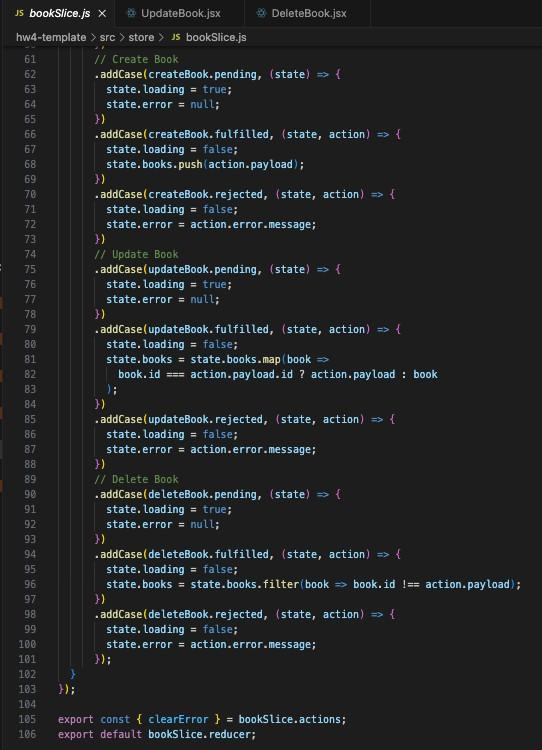 JS bookSlice.js × UpdateBook.jsx DeleteBook.jsx
hw4-template > src > store > JS bookSlice.js
61 // Create Book
62 .addCase(createBook.pending, (state) => {
63 state.loading = true;
64 state.error = null;
65 })
66 .addCase(createBook.fulfilled, (state, action) => {
67 state.loading = false;
68 state.books.push(action.payload);
69 })
70 .addCase(createBook.rejected, (state, action) => {
71 state.loading = false;
72 state.error = action.error.message;
73 })
74 // Update Book
75 .addCase(updateBook.pending, (state) => {
76 state.loading = true;
77 state.error = null;
78 })
79 .addCase(updateBook.fulfilled, (state, action) => {
80 state.loading = false;
81 state.books = state.books.map(book =>
82 book.id === action.payload.id ? action.payload : book
83 );
84 })
85 .addCase(updateBook.rejected, (state, action) => {
86 state.loading = false;
87 state.error = action.error.message;
88 })
89 // Delete Book
90 .addCase(deleteBook.pending, (state) => {
91 state.loading = true;
92 state.error = null;
93 })
94 .addCase(deleteBook.fulfilled, (state, action) => {
95 state.loading = false;
96 state.books = state.books.filter(book => book.id !== action.payload);
97 })
98 .addCase(deleteBook.rejected, (state, action) => {
99 state.loading = false;
100 state.error = action.error.message;
101 });
102 }
103 });
104
105 export const { clearError } = bookSlice.actions;
106 export default bookSlice.reducer;